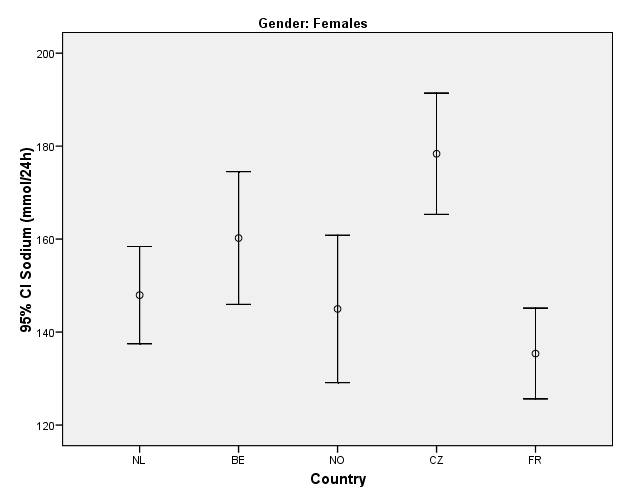 Gender: Females
95% CI Sodium (mmol/24h)
200
180
160
140
120
NL BE NO CZ FR
Country